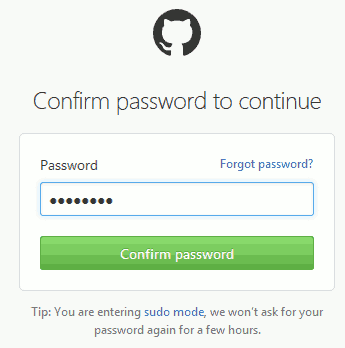 Confirm password to continue
Password Forgot password?
••••••••
Confirm password
Tip: You are entering sudo mode, we won't ask for your
password again for a few hours.